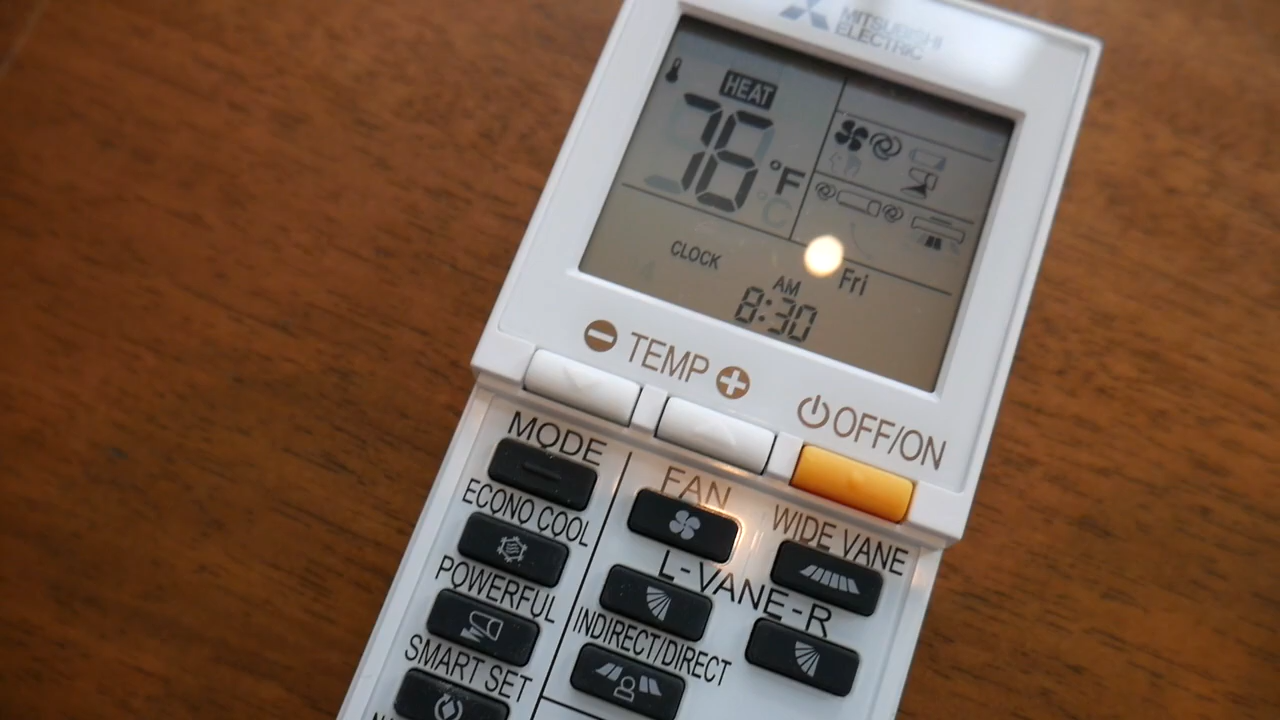 MITSUBISHI
ELECTRIC
HEAT
76°F
CLOCK
AM
8:30
Fri
TEMP
OFF/ON
MODE
FAN
WIDE VANE
ECONO COOL
L-VANE-R
POWERFUL
INDIRECT/DIRECT
SMART SET